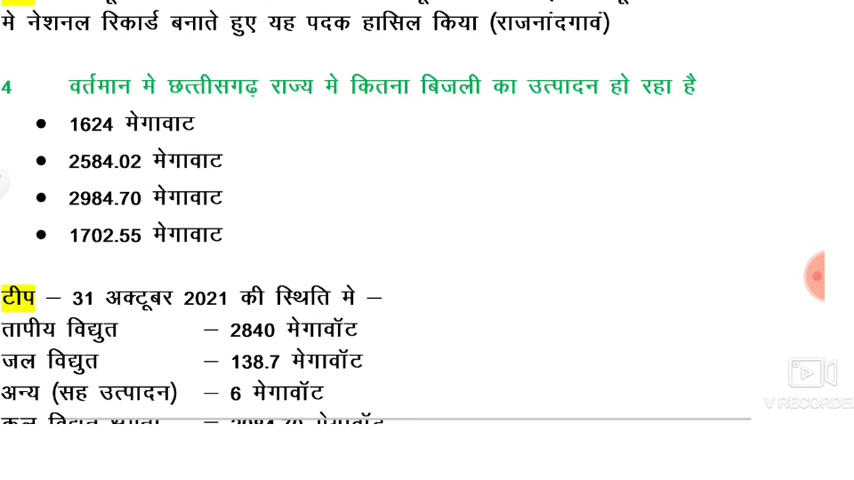 मे नेशनल रिकार्ड बनाते हुए यह पदक हासिल किया (राजनांदगावं)
4 वर्तमान मे छत्तीसगढ़ राज्य मे कितना बिजली का उत्पादन हो रहा है
• 1624 मेगावाट
• 2584.02 मेगावाट
• 2984.70 मेगावाट
• 1702.55 मेगावाट
टीप – 31 अक्टूबर 2021 की स्थिति मे –
तापीय विद्युत – 2840 मेगावॉट
जल विद्युत – 138.7 मेगावॉट
अन्य (सह उत्पादन) – 6 मेगावॉट
V RECORDER